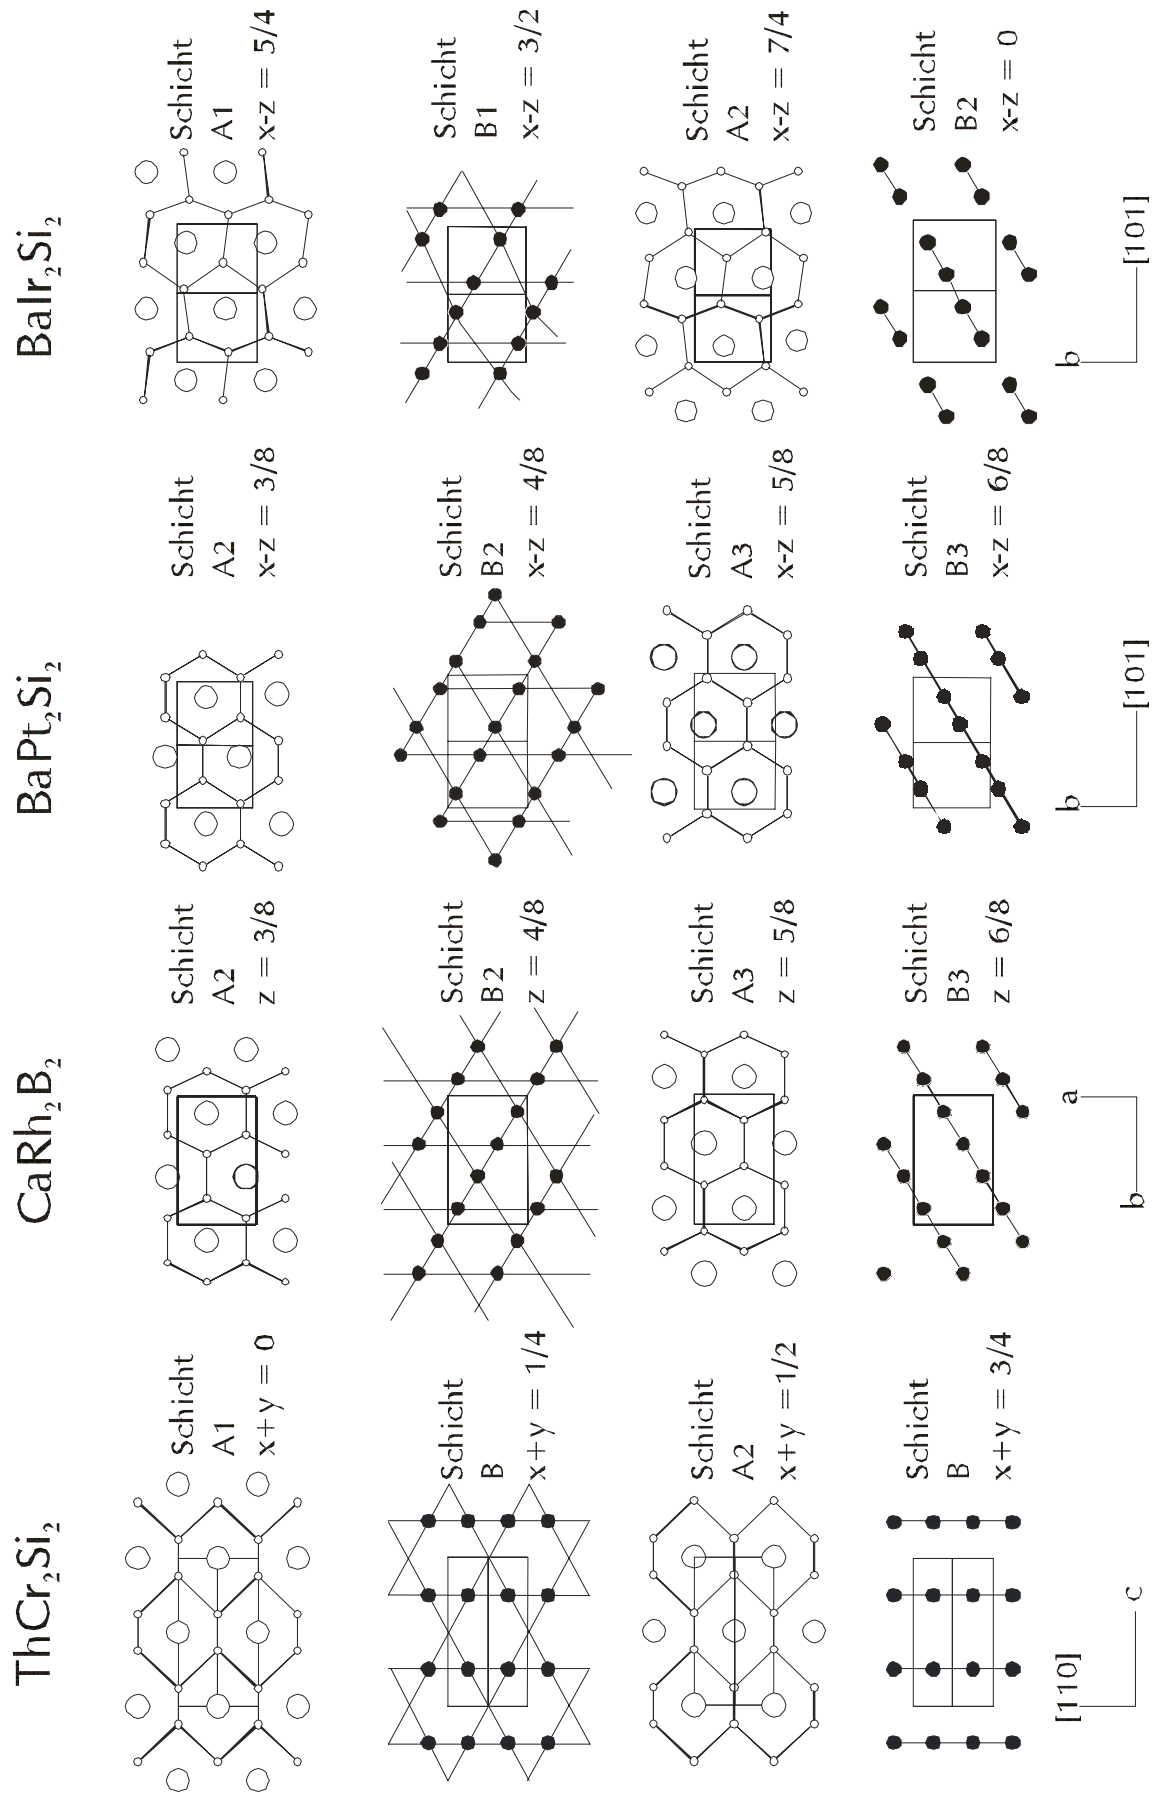 ThCr₂Si₂
CaRh₂B₂
BaPt₂Si₂
BaIr₂Si₂
Schicht
A1
x+y = 0
Schicht
A2
z = 3/8
Schicht
A2
x-z = 3/8
Schicht
A1
x-z = 5/4
Schicht
B
x+y = 1/4
Schicht
B2
z = 4/8
Schicht
B2
x-z = 4/8
Schicht
B1
x-z = 3/2
Schicht
A2
x+y =1/2
Schicht
A3
z = 5/8
Schicht
A3
x-z = 5/8
Schicht
A2
x-z = 7/4
Schicht
B
x+y = 3/4
Schicht
B3
z = 6/8
Schicht
B3
x-z = 6/8
Schicht
B2
x-z = 0
[110]
c
a
b
b
[101]
b
[101]